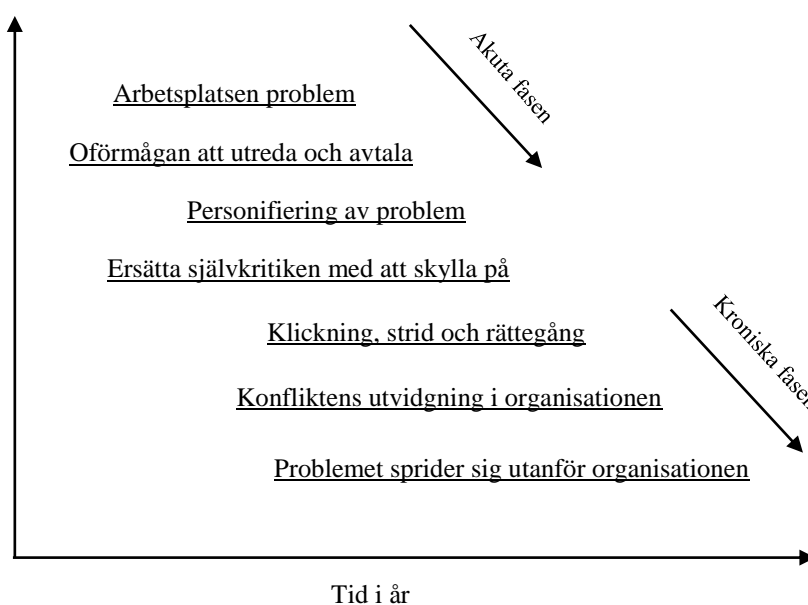 Akuta fasen
Arbetsplatsen problem
Oförmågan att utreda och avtala
Personifiering av problem
Ersätta självkritiken med att skylla på
Kroniska fasen
Klickning, strid och rättegång
Konfliktens utvidgning i organisationen
Problemet sprider sig utanför organisationen
Tid i år